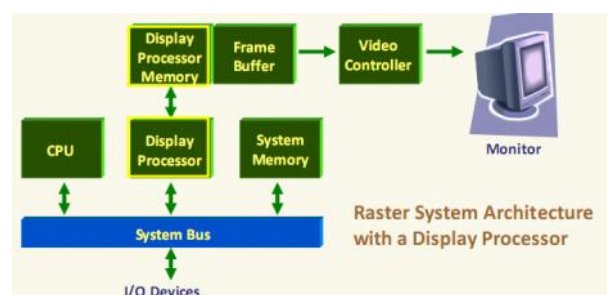 Display
Processor
Memory
Frame
Buffer
Video
Controller
Monitor
CPU
Display
Processor
System
Memory
Raster System Architecture
with a Display Processor
System Bus
I/O Devices